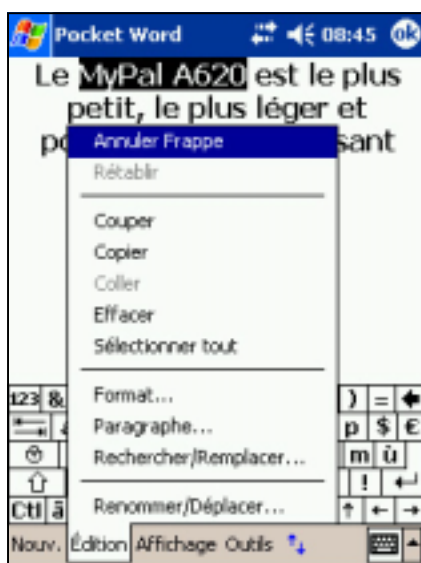 Pocket Word 08:45 ok
Le MyPal A620 est le plus
petit, le plus léger et
sant
Annuler Frappe
Rétablir
Couper
Copier
Coller
Effacer
Sélectionner tout
Format...
Paragraphe...
Rechercher/Remplacer...
Renommer/Déplacer...
123 & ) =
p $ €
m ù
!
Ctl ã
Nouv. Édition Affichage Outils